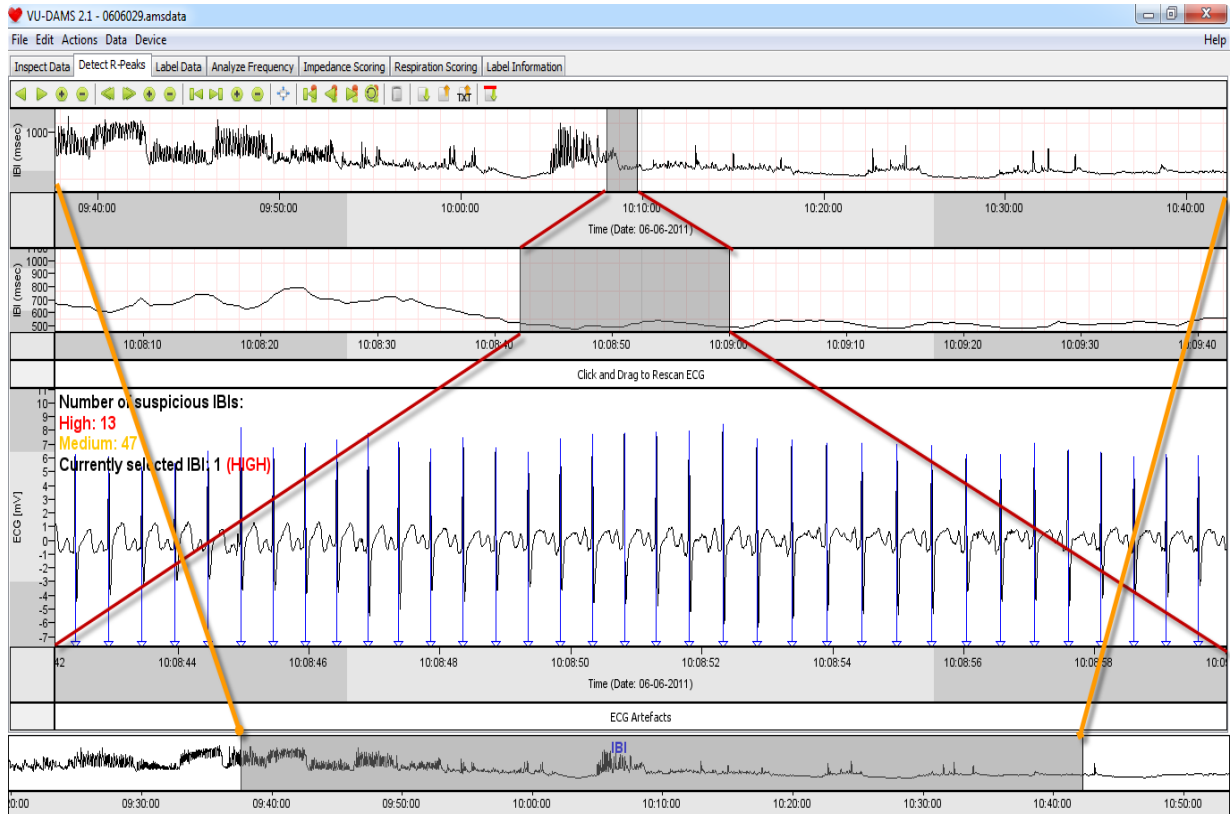 VU-DAMS 2.1 - 0606029.amsdata
File Edit Actions Data Device Help
Inspect Data Detect R-Peaks Label Data Analyze Frequency Impedance Scoring Respiration Scoring Label Information
TXT
IBI (msec)
1000
09:40:00 09:50:00 10:00:00 10:10:00 10:20:00 10:30:00 10:40:00
Time (Date: 06-06-2011)
IBI (msec)
1100
1000
900
800
700
600
500
10:08:10 10:08:20 10:08:30 10:08:40 10:08:50 10:09:00 10:09:10 10:09:20 10:09:30 10:09:40
Click and Drag to Rescan ECG
ECG [mV]
11
10
9
8
7
6
5
4
3
2
1
0
-1
-2
-3
-4
-5
-6
-7
Number of suspicious IBIs:
High: 13
Medium: 47
Currently selected IBI: 1 (HIGH)
42 10:08:44 10:08:46 10:08:48 10:08:50 10:08:52 10:08:54 10:08:56 10:08:58 10:09
Time (Date: 06-06-2011)
ECG Artefacts
IBI
0:00 09:30:00 09:40:00 09:50:00 10:00:00 10:10:00 10:20:00 10:30:00 10:40:00 10:50:00